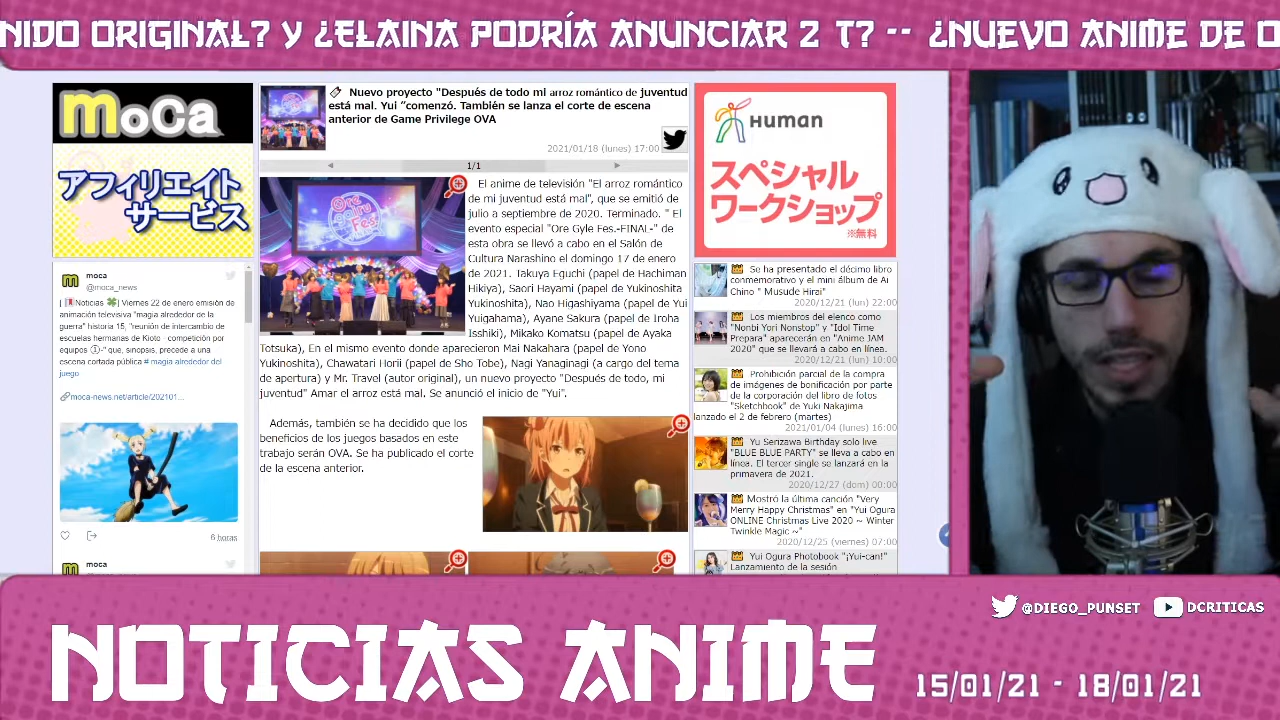 NIDO ORIGINAL? Y ¿ELAINA PODRÍA ANUNCIAR 2 T? -- ¿NUEVO ANIME DE O
moca
アフィリエイト
サービス
moca
@moca_news
Noticias
Viernes 22 de enero emisión de
animación televisiva "magia alrededor de la
guerra" historia 15, "reunión de intercambio de
escuelas hermanas de Kioto - competición por
equipos ①-" que, sinopsis, precede a una
escena cortada pública # magia alrededor del
juego
moca-news.net/article/202101...
6 horas
moca
Nuevo proyecto "Después de todo mi arroz romántico de juventud
está mal. Yui "comenzó. También se lanza el corte de escena
anterior de Game Privilege OVA
2021/01/18 (lunes) 17:00
1/1
El anime de televisión "El arroz romántico
de mi juventud está mal", que se emitió de
julio a septiembre de 2020. Terminado. " El
evento especial "Ore Gyle Fes.-FINAL-" de
esta obra se llevó a cabo en el Salón de
Cultura Narashino el domingo 17 de enero
de 2021. Takuya Eguchi (papel de Hachiman
Hikiya), Saori Hayami (papel de Yukinoshita
Yukinoshita), Nao Higashiyama (papel de Yui
Yuigahama), Ayane Sakura (papel de Iroha
Isshiki), Mikako Komatsu (papel de Ayaka
Totsuka), En el mismo evento donde aparecieron Mai Nakahara (papel de Yeno
Yukinoshita), Chawatari Horii (papel de Sho Tobe), Nagi Yanaginagi (a cargo del tema
de apertura) y Mr. Travel (autor original), un nuevo proyecto "Después de todo, mi
juventud" Amar el arroz está mal. Se anunció el inicio de "Yui".
Además, también se ha decidido que los
beneficios de los juegos basados en este
trabajo serán OVA. Se ha publicado el corte
de la escena anterior.
HUMAN
スペシャル
ワークショップ
※無料
Se ha presentado el décimo libro
conmemorativo y el mini álbum de Ai
Chino " Musude Hirai"
2020/12/21 (lun) 22:00
Los miembros del elenco como
"Nonbi Yori Nonstop" y "Idol Time
Prepara" aparecerán en "Anime JAM
2020" que se llevará a cabo en línea.
2020/12/21 (lun) 10:00
Prohibición parcial de la compra
de imágenes de bonificación por parte
de la corporación del libro de fotos
"Sketchbook" de Yuki Nakajima
lanzado el 2 de febrero (martes)
2021/01/04 (lunes) 16:00
Yu Serizawa Birthday solo live
"BLUE BLUE PARTY" se lleva a cabo en
línea. El tercer single se lanzará en la
primavera de 2021.
2020/12/27 (dom) 00:00
Mostró la última canción "Very
Merry Happy Christmas" en "Yui Ogura
ONLINE Christmas Live 2020 ~ Winter
Twinkle Magic ~"
2020/12/25 (viernes) 07:00
Yui Ogura Photobook "¡Yui-can!"
Lanzamiento de la sesión
@DIEGO_PUNSET
DCRITICAS
NOTICIAS ANIME
15/01/21 - 18/01/21